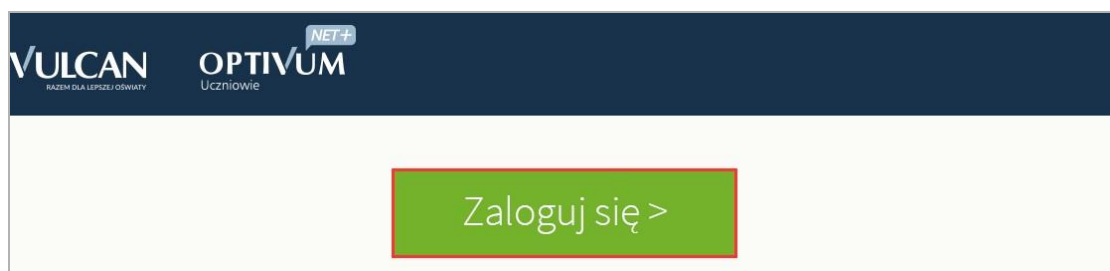 NET+
VULCAN OPTIVUM
RAZEM DLA LEPSZEJ OŚWIATY Uczniowie
Zaloguj się >